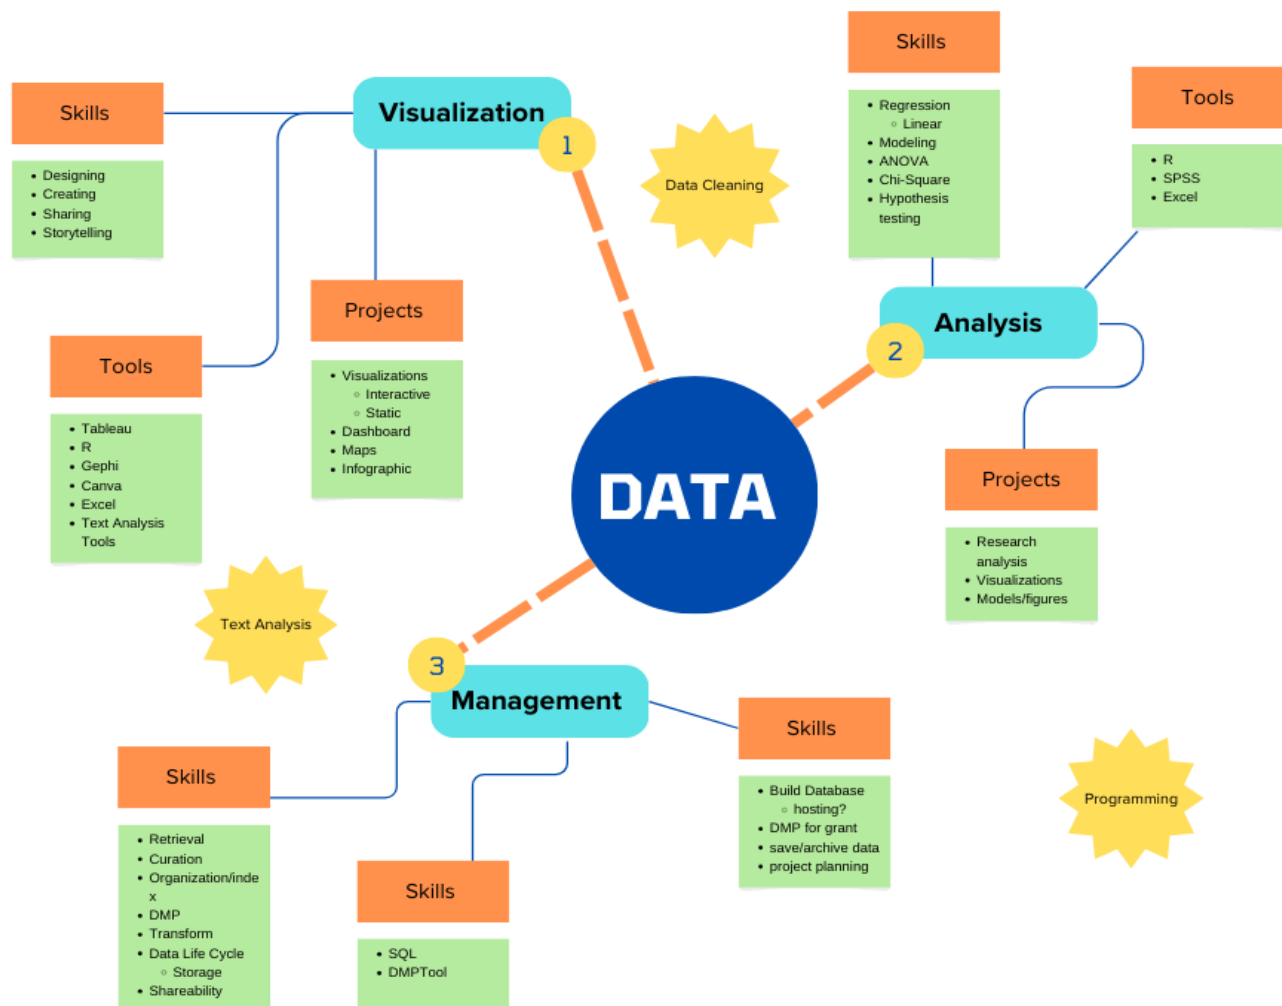 Visualization
1
Skills
• Designing
• Creating
• Sharing
• Storytelling
Tools
• Tableau
• R
• Gephi
• Canva
• Excel
• Text Analysis
Tools
Projects
• Visualizations
○ Interactive
○ Static
• Dashboard
• Maps
• Infographic
Data Cleaning
Skills
• Regression
○ Linear
• Modeling
• ANOVA
• Chi-Square
• Hypothesis
testing
Tools
• R
• SPSS
• Excel
Analysis
2
Projects
• Research
analysis
• Visualizations
• Models/figures
DATA
Text Analysis
3
Management
Skills
• Retrieval
• Curation
• Organization/inde
x
• DMP
• Transform
• Data Life Cycle
○ Storage
• Shareability
Skills
• SQL
• DMPTool
Skills
• Build Database
○ hosting?
• DMP for grant
• save/archive data
• project planning
Programming